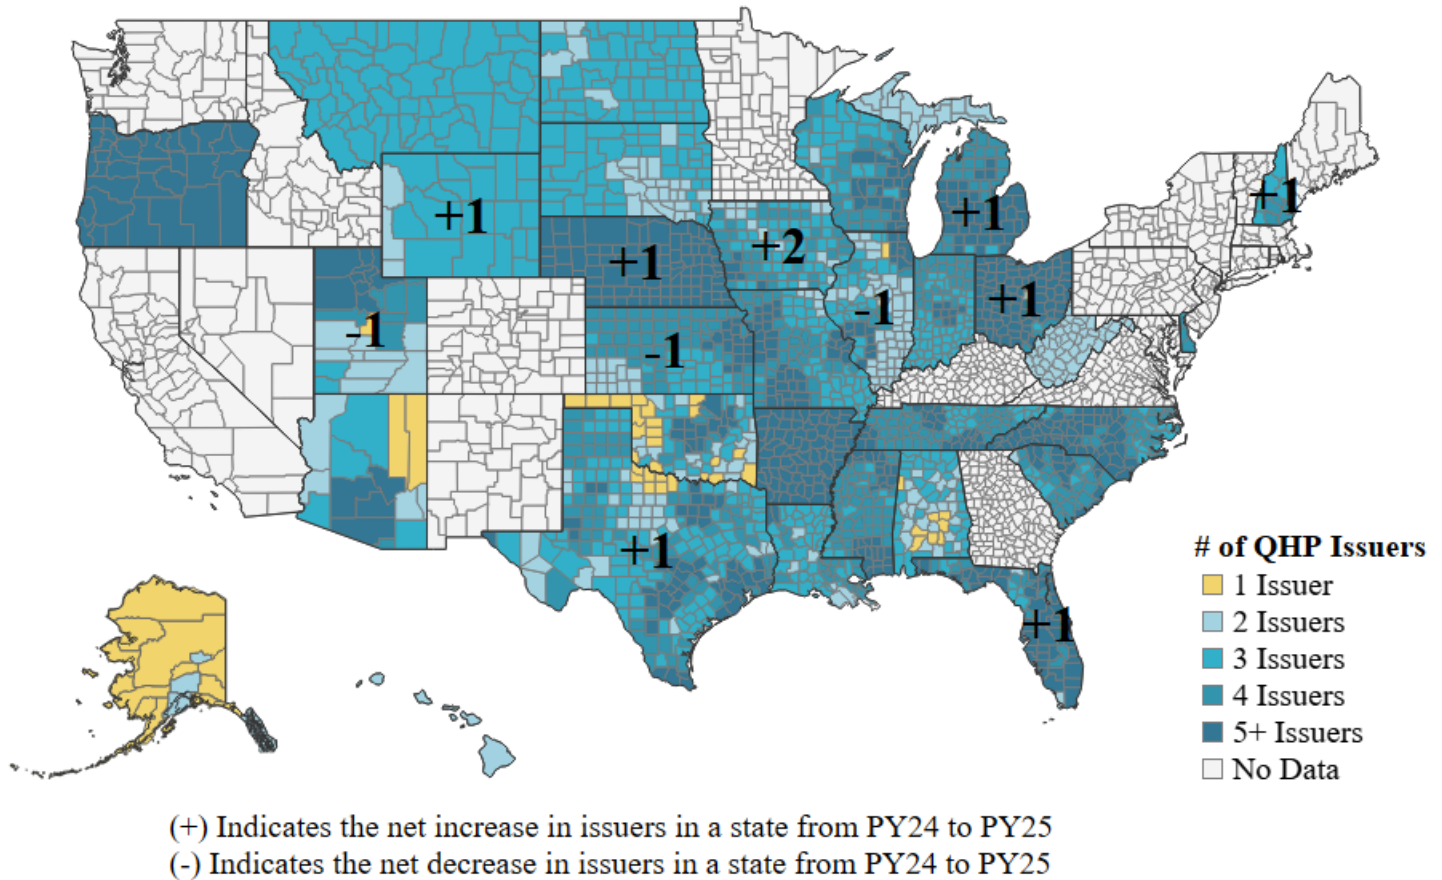 +1
+1
+1
+1
+2
-1
+1
-1
-1
+1
+1
+1
# of QHP Issuers
1 Issuer
2 Issuers
3 Issuers
4 Issuers
5+ Issuers
No Data
(+) Indicates the net increase in issuers in a state from PY24 to PY25
(-) Indicates the net decrease in issuers in a state from PY24 to PY25